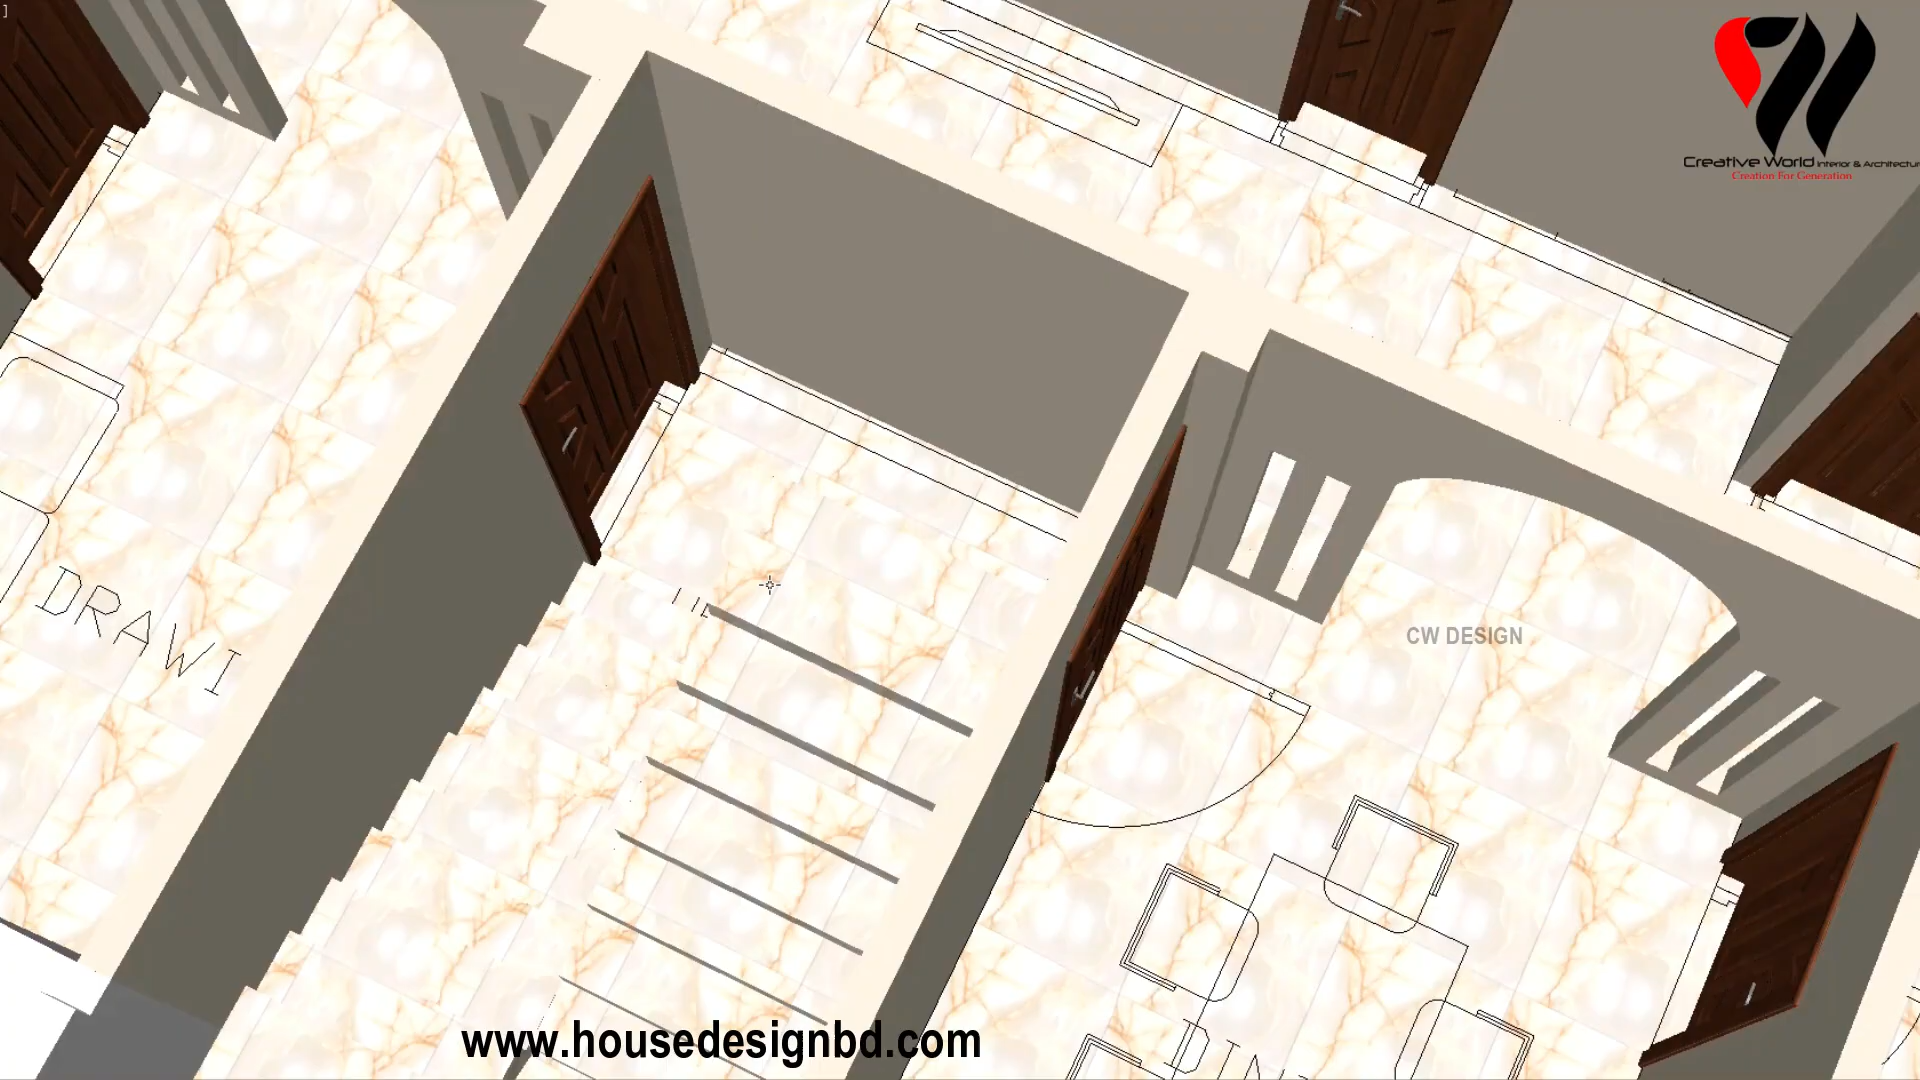 ]
Creative World Interior & Architecture
Creation For Generation
DRAWI
CW DESIGN
www.housedesignbd.com